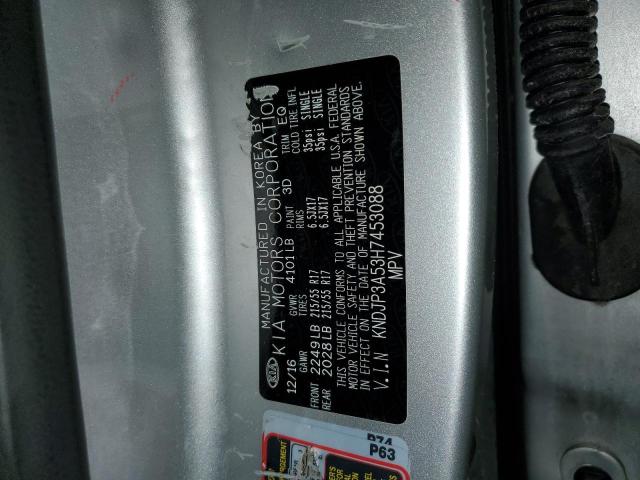 MANUFACTURED IN KOREA BY
KIA MOTORS CORPORATION
12/16 GVWR 4101LB PAINT 3D TRIM EQ
GAWR TIRES RIMS COLD TIRE INFL
FRONT 2249LB 215/55 R17 6.5JX17 35psi SINGLE
REAR 2028LB 215/55 R17 6.5JX17 35psi SINGLE
THIS VEHICLE CONFORMS TO ALL APPLICABLE U.S.A. FEDERAL
MOTOR VEHICLE SAFETY AND THEFT PREVENTION STANDARDS
IN EFFECT ON THE DATE OF MANUFACTURE SHOWN ABOVE.
V.I.N KNDJP3A53H7453088
MPV
P63